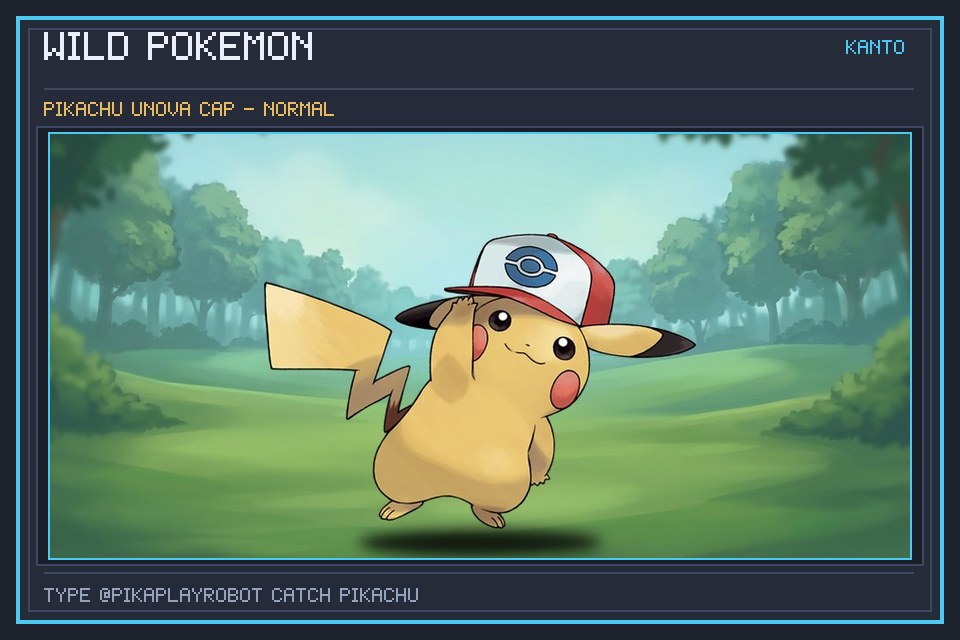 WILD POKEMON
KANTO
PIKACHU UNOVA CAP - NORMAL
TYPE @PIKAPLAYROBOT CATCH PIKACHU